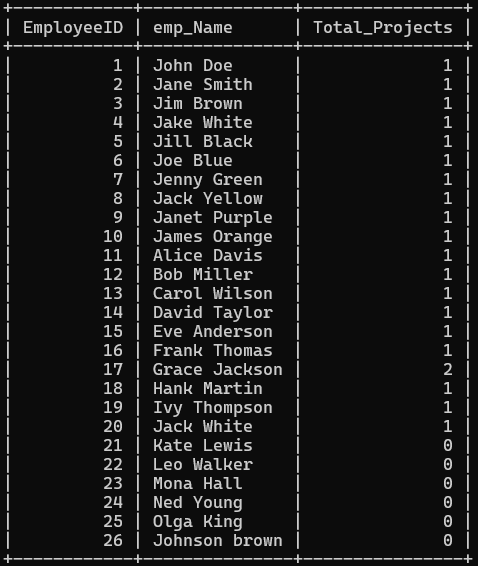 +------------+---------------+----------------+
| EmployeeID | emp_Name      | Total_Projects |
+------------+---------------+----------------+
|          1 | John Doe      |              1 |
|          2 | Jane Smith    |              1 |
|          3 | Jim Brown     |              1 |
|          4 | Jake White    |              1 |
|          5 | Jill Black    |              1 |
|          6 | Joe Blue      |              1 |
|          7 | Jenny Green   |              1 |
|          8 | Jack Yellow   |              1 |
|          9 | Janet Purple  |              1 |
|         10 | James Orange  |              1 |
|         11 | Alice Davis   |              1 |
|         12 | Bob Miller    |              1 |
|         13 | Carol Wilson  |              1 |
|         14 | David Taylor  |              1 |
|         15 | Eve Anderson  |              1 |
|         16 | Frank Thomas  |              1 |
|         17 | Grace Jackson |              2 |
|         18 | Hank Martin   |              1 |
|         19 | Ivy Thompson  |              1 |
|         20 | Jack White    |              1 |
|         21 | Kate Lewis    |              0 |
|         22 | Leo Walker    |              0 |
|         23 | Mona Hall     |              0 |
|         24 | Ned Young     |              0 |
|         25 | Olga King     |              0 |
|         26 | Johnson brown |              0 |
+------------+---------------+----------------+